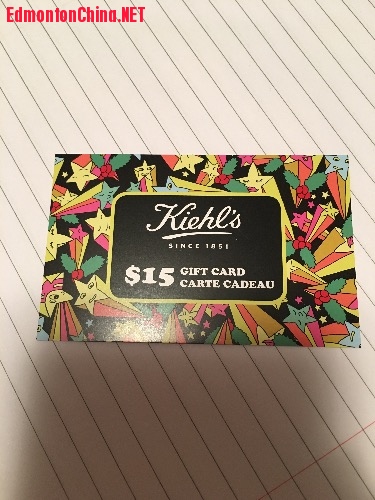 EdmontonChina.NET
Kiehl's
SINCE 1851
$15 GIFT CARD
CARTE CADEAU